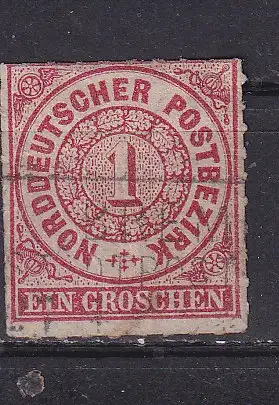 NORDDEUTSCHER POSTBEZIRK
1
EIN GROSCHEN